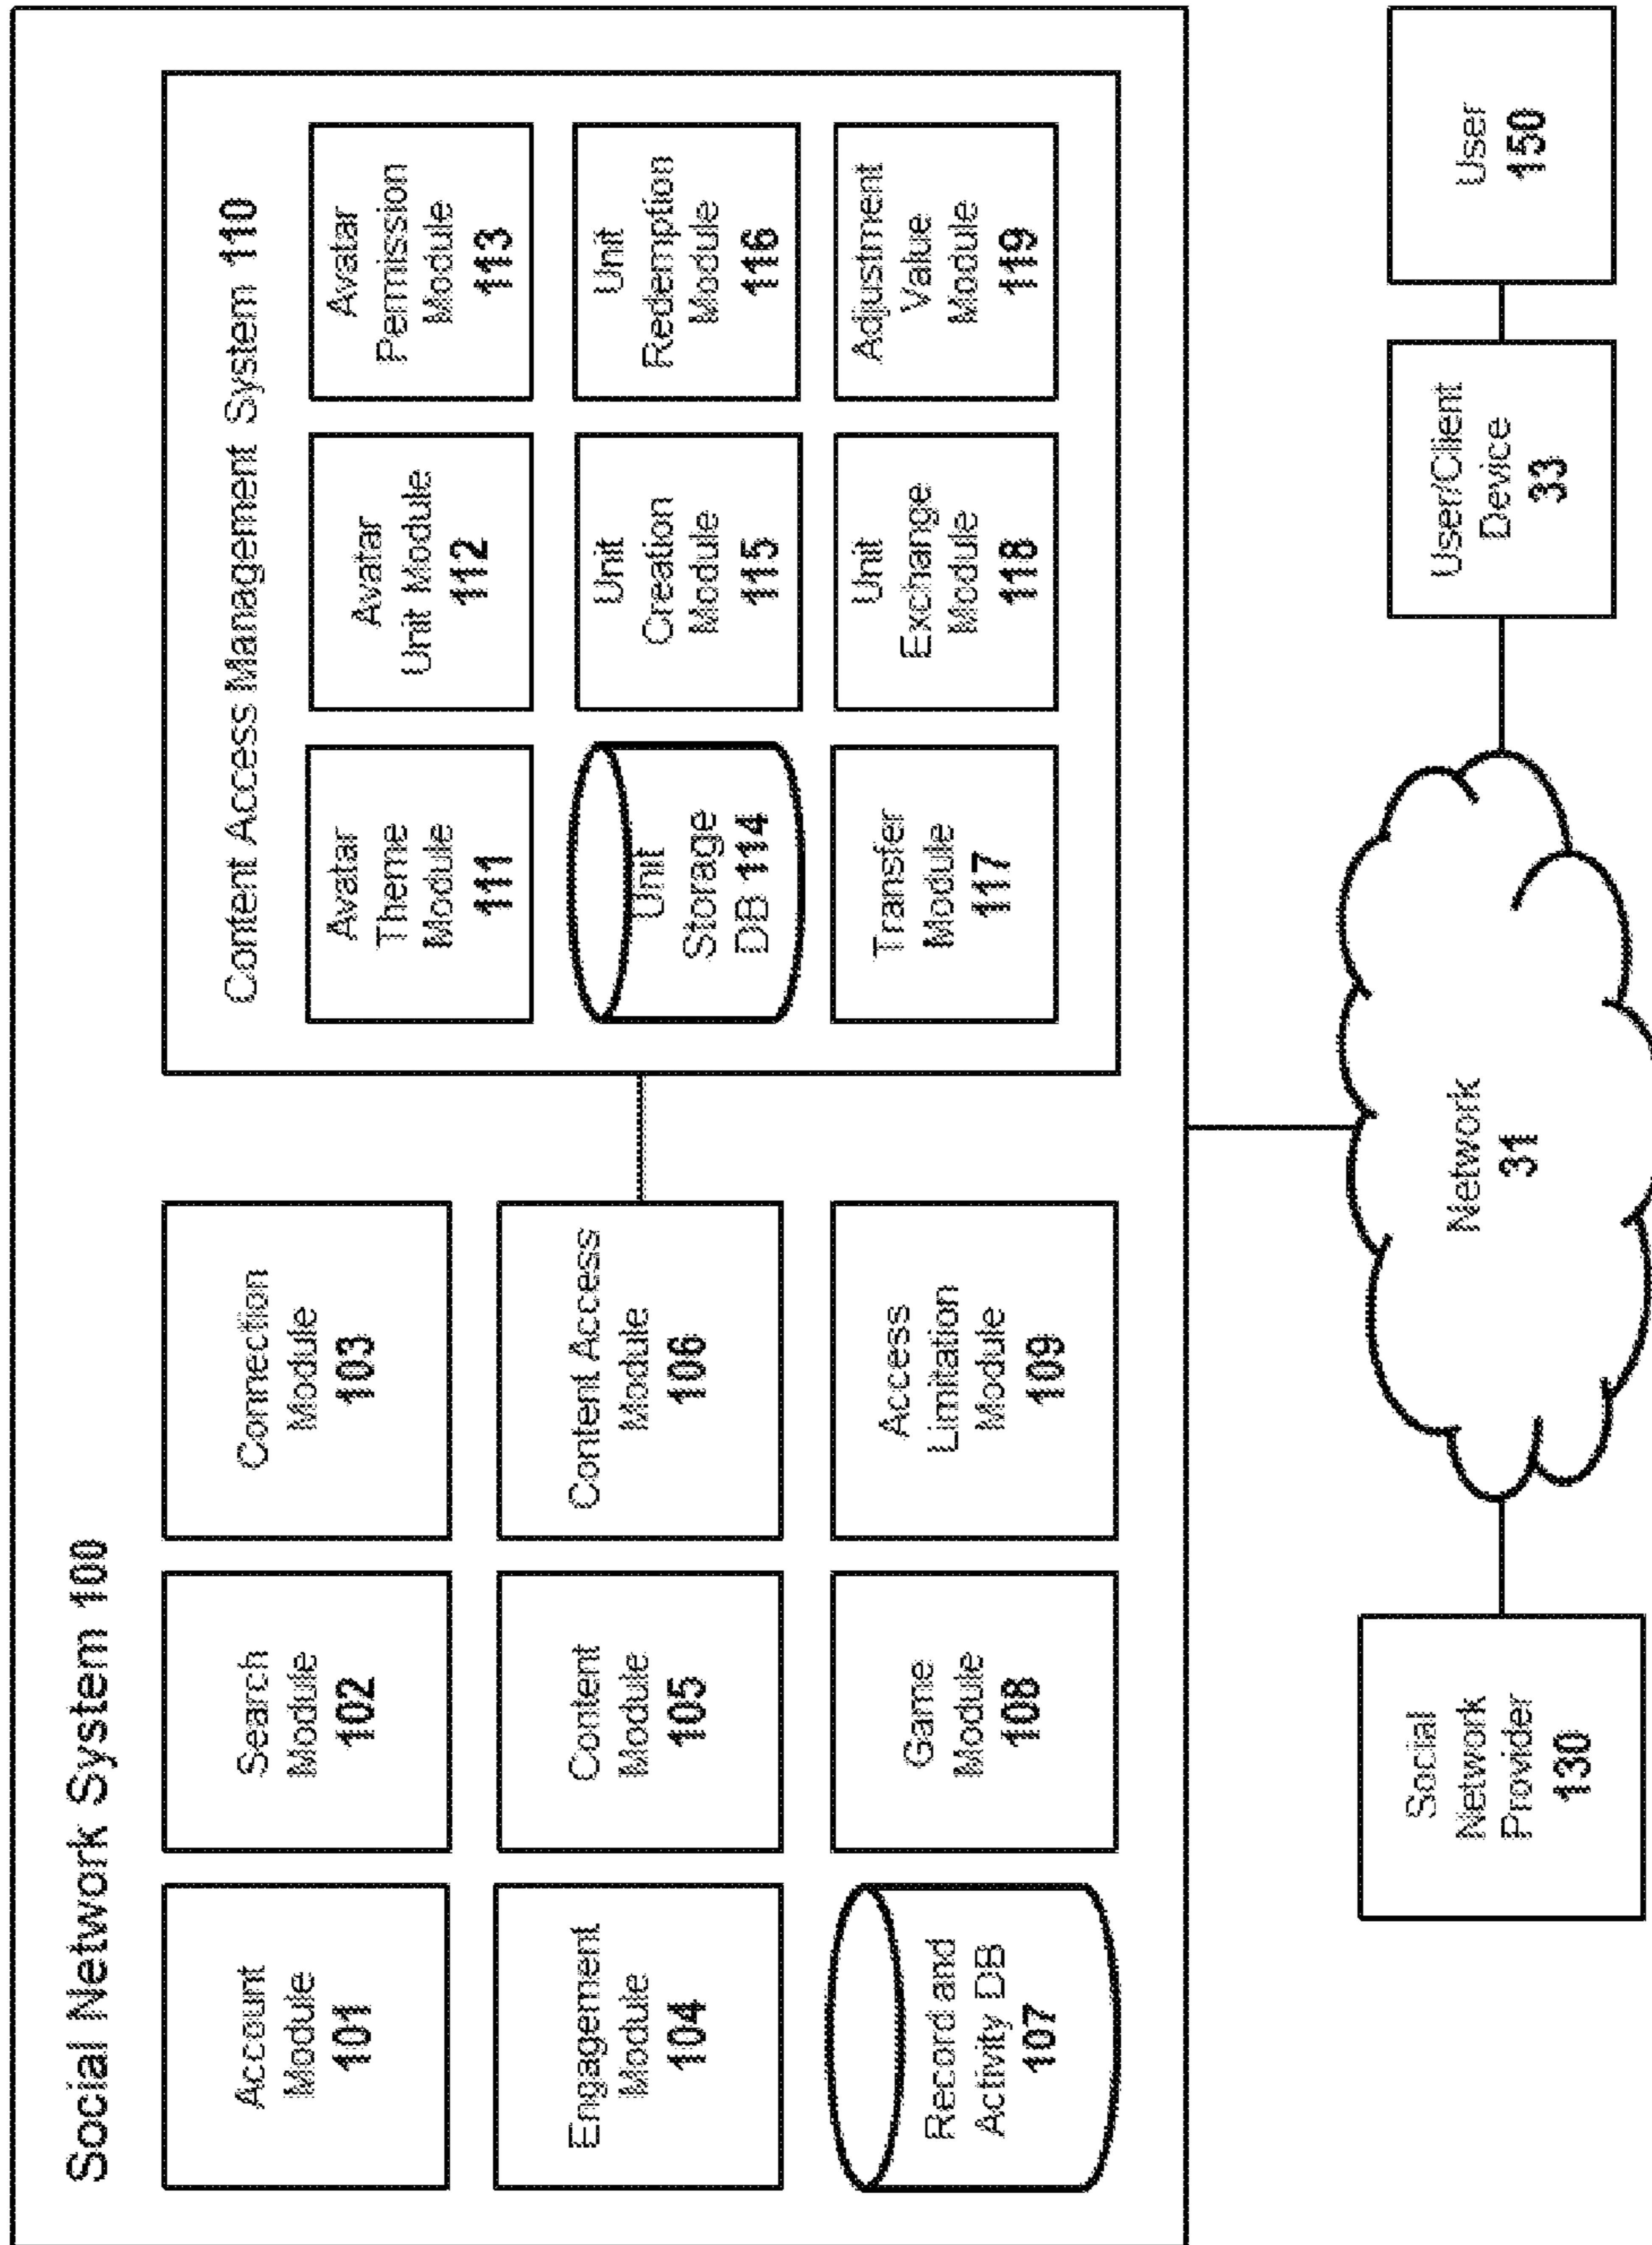 Social Network System 100
Account
Module
101
Search
Module
102
Connection
Module
103
Engagement
Module
104
Content
Module
105
Content Access
Module
106
Record and
Activity DB
107
Game
Module
108
Access
Limitation
Module
109
Content Access Management System 110
Avatar
Theme
Module
111
Avatar
Unit Module
112
Avatar
Permission
Module
113
Unit
Storage
DB 114
Unit
Creation
Module
115
Unit
Redemption
Module
116
Transfer
Module
117
Unit
Exchange
Module
118
Adjustment
Value
Module
119
Social
Network
Provider
130
Network
31
User/Client
Device
33
User
150